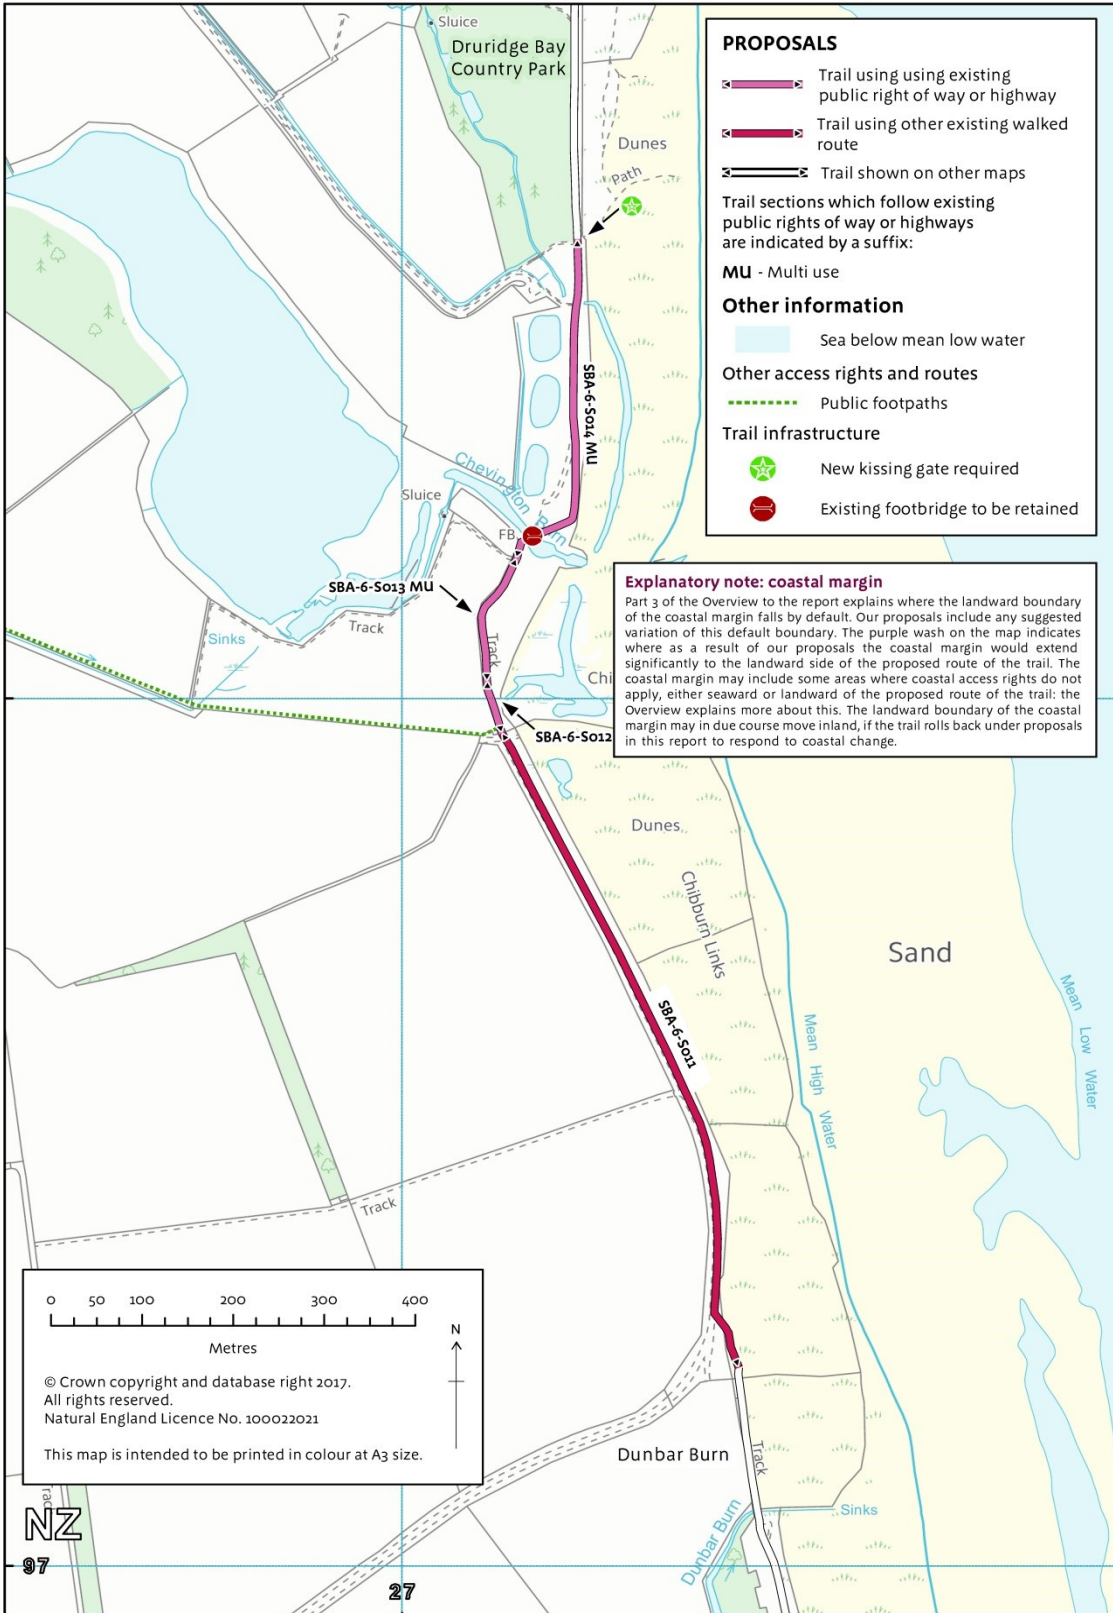 Sluice
Druridge Bay
Country Park
Dunes
Path
PROPOSALS
Trail using using existing
public right of way or highway
Trail using other existing walked
route
Trail shown on other maps
Trail sections which follow existing
public rights of way or highways
are indicated by a suffix:
MU - Multi use
Other information
Sea below mean low water
Other access rights and routes
Public footpaths
Trail infrastructure
New kissing gate required
Existing footbridge to be retained
SBA-6-S014 MU
Chevington Burn
Sluice
FB
SBA-6-S013 MU
Track
Sinks
Track
Chi
SBA-6-S012
Explanatory note: coastal margin
Part 3 of the Overview to the report explains where the landward boundary
of the coastal margin falls by default. Our proposals include any suggested
variation of this default boundary. The purple wash on the map indicates
where as a result of our proposals the coastal margin would extend
significantly to the landward side of the proposed route of the trail. The
coastal margin may include some areas where coastal access rights do not
apply, either seaward or landward of the proposed route of the trail: the
Overview explains more about this. The landward boundary of the coastal
margin may in due course move inland, if the trail rolls back under proposals
in this report to respond to coastal change.
Dunes
Chibburn Links
Sand
SBA-6-S011
Mean High Water
Mean Low Water
Track
0 50 100 200 300 400
Metres
N
© Crown copyright and database right 2017.
All rights reserved.
Natural England Licence No. 100022021
This map is intended to be printed in colour at A3 size.
Dunbar Burn
Track
Sinks
Dunbar Burn
Trac
NZ
97
27